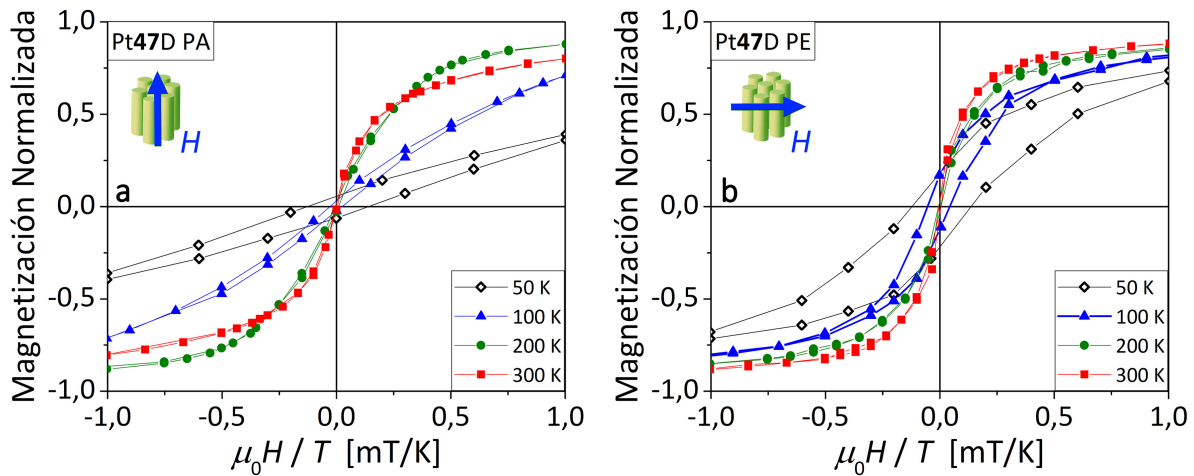 Magnetización Normalizada
1,0
0,5
0,0
-0,5
-1,0
Pt47D PA
H
a
50 K
100 K
200 K
300 K
-1,0 -0,5 0,0 0,5 1,0
μ₀H / T [mT/K]
Magnetización Normalizada
1,0
0,5
0,0
-0,5
-1,0
Pt47D PE
H
b
50 K
100 K
200 K
300 K
-1,0 -0,5 0,0 0,5 1,0
μ₀H / T [mT/K]